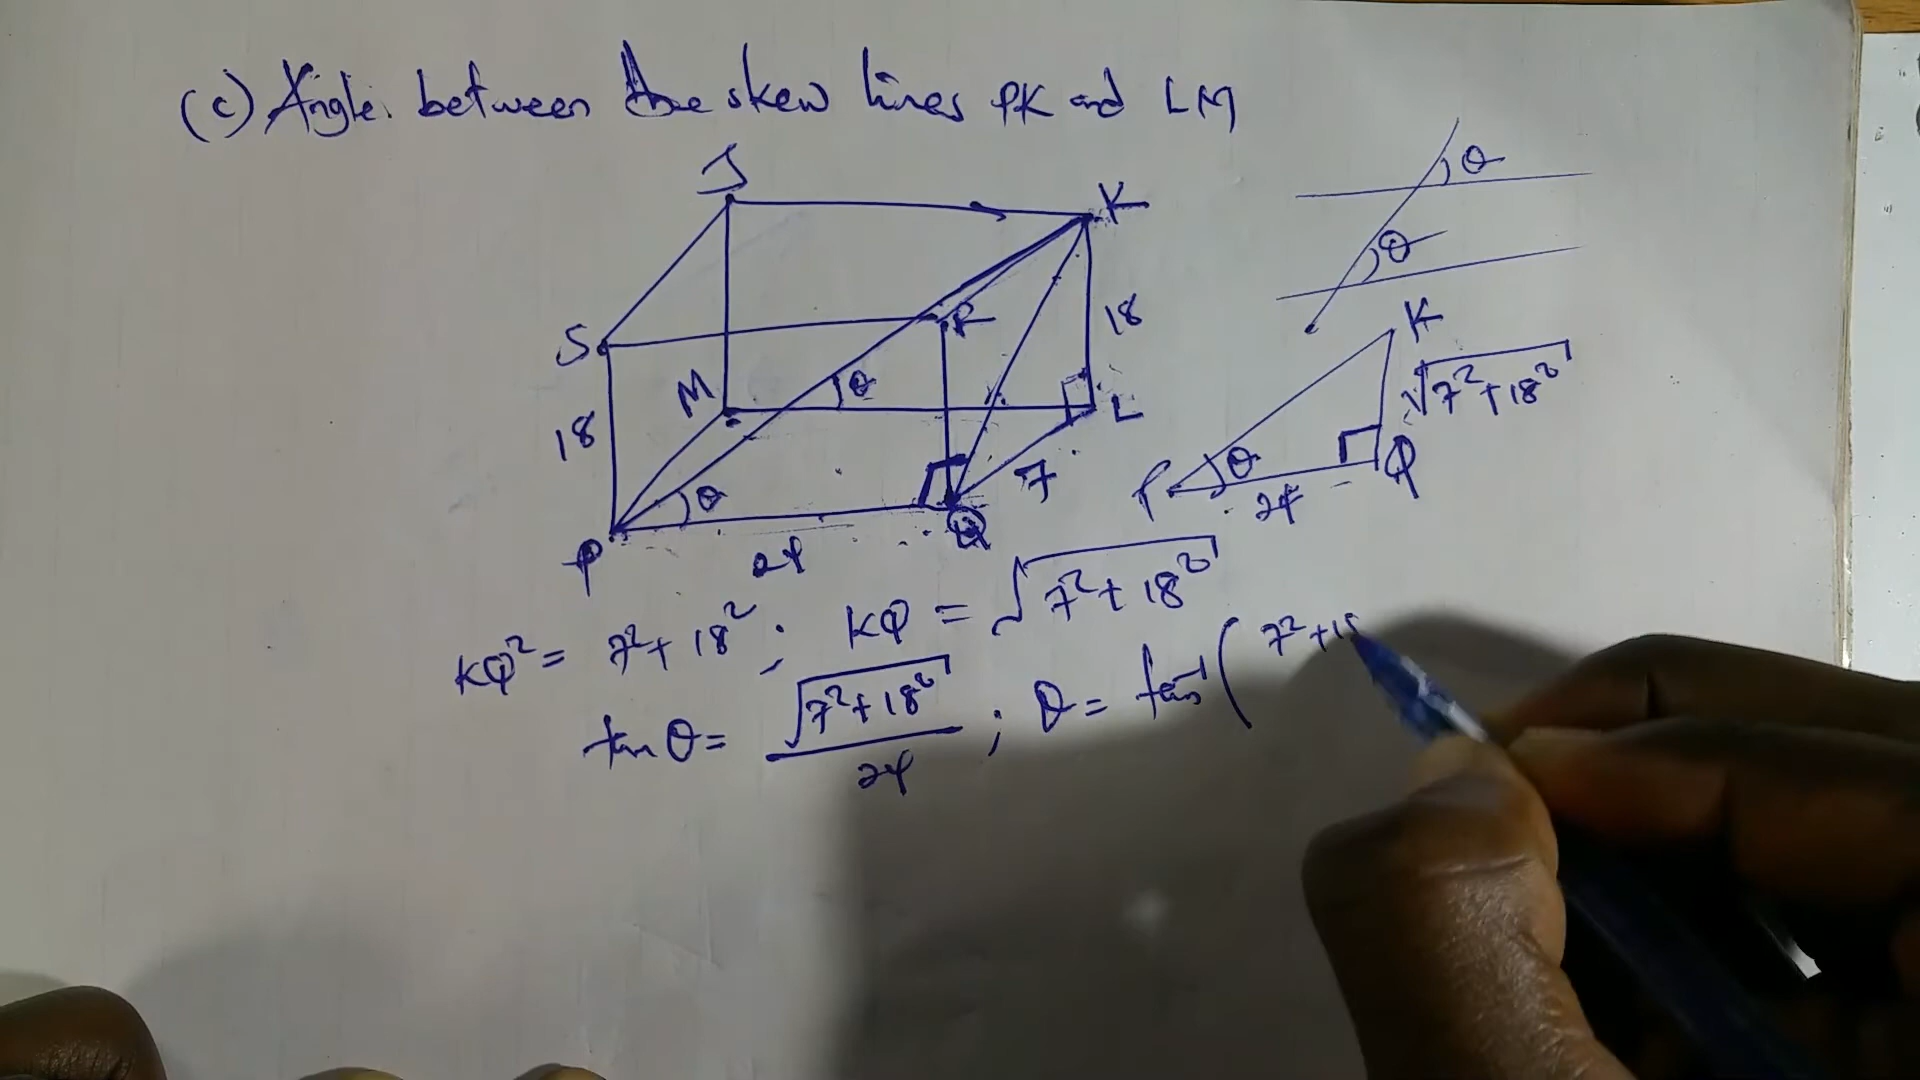 (c) Angle between the skew lines PK and LM
J
K
θ
θ
S
R
18
K
√7²+18²
M
θ
L
18
θ
7
P
θ
Q
24
P
24
Q
KQ² = 7²+18² ; KQ = √7²+18²
tan θ = √7²+18² / 24 ; θ = tan⁻¹( 7²+18